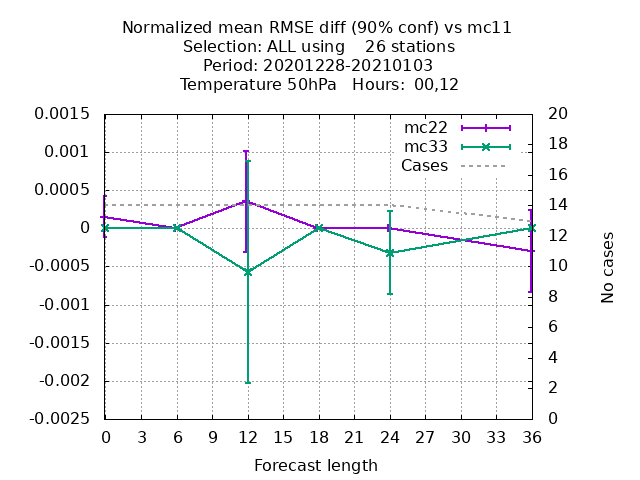 Normalized mean RMSE diff (90% conf) vs mc11
Selection: ALL using    26 stations
Period: 20201228-20210103
Temperature 50hPa   Hours: 00,12
0.0015
0.001
0.0005
0
-0.0005
-0.001
-0.0015
-0.002
-0.0025
mc22
mc33
Cases
20
18
16
14
12
10
8
6
4
2
0
No cases
0 3 6 9 12 15 18 21 24 27 30 33 36
Forecast length